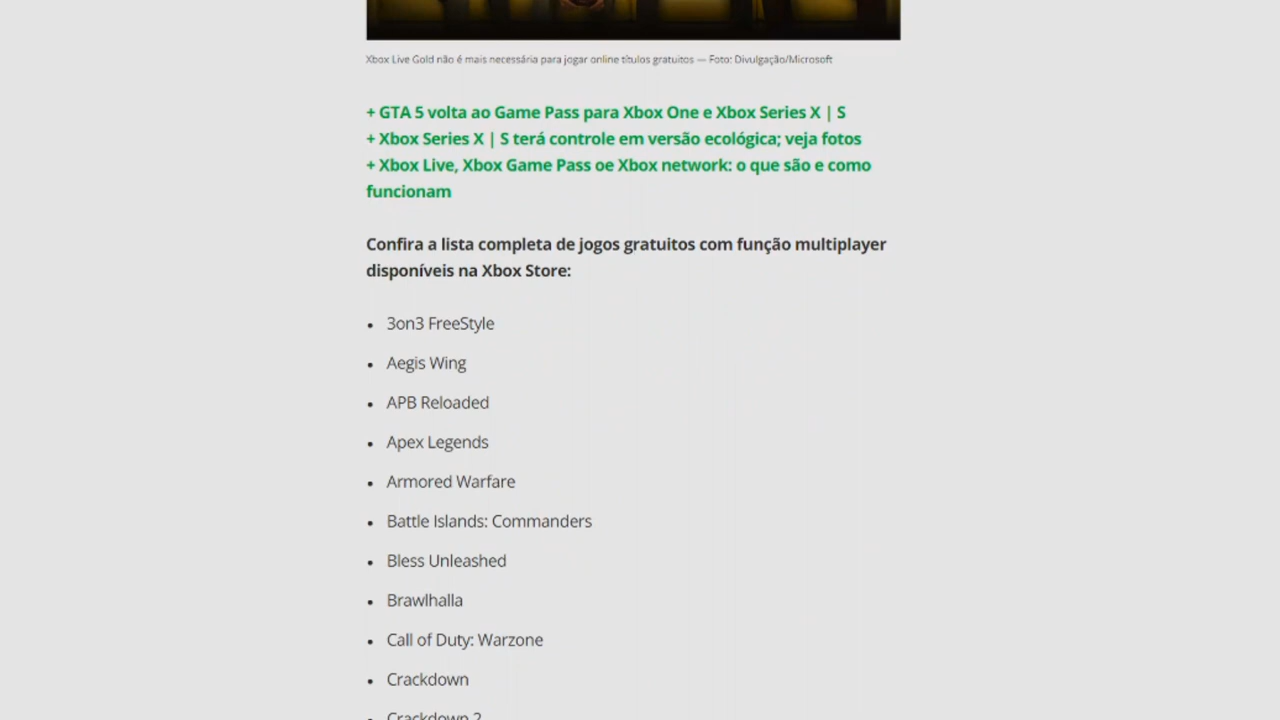 Xbox Live Gold não é mais necessária para jogar online títulos gratuitos — Foto: Divulgação/Microsoft
+ GTA 5 volta ao Game Pass para Xbox One e Xbox Series X | S
+ Xbox Series X | S terá controle em versão ecológica; veja fotos
+ Xbox Live, Xbox Game Pass oe Xbox network: o que são e como
funcionam
Confira a lista completa de jogos gratuitos com função multiplayer
disponíveis na Xbox Store:
• 3on3 FreeStyle
• Aegis Wing
• APB Reloaded
• Apex Legends
• Armored Warfare
• Battle Islands: Commanders
• Bless Unleashed
• Brawlhalla
• Call of Duty: Warzone
• Crackdown
• Crackdown 2